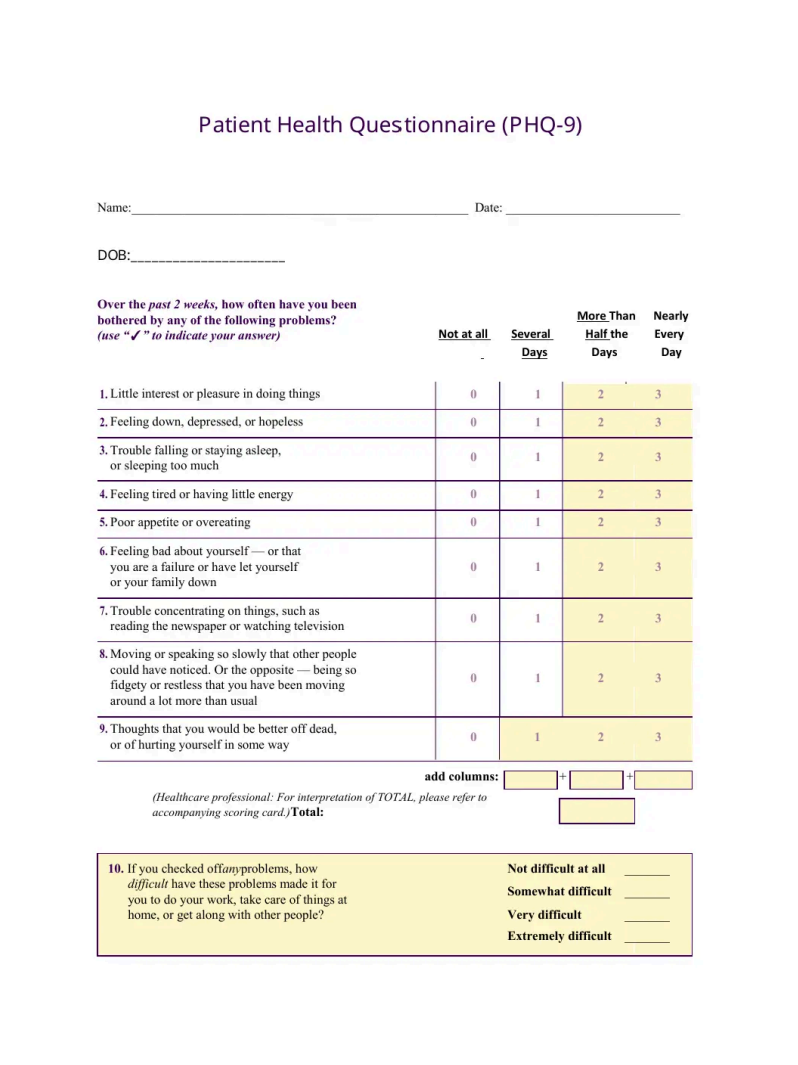 Patient Health Questionnaire (PHQ-9)
Name:______________________________________________________ Date: ____________________________
DOB:______________________
Over the past 2 weeks, how often have you been
bothered by any of the following problems?
(use “✓” to indicate your answer)
Not at all
Several
Days
More Than
Half the
Days
Nearly
Every
Day
1. Little interest or pleasure in doing things 0 1 2 3
2. Feeling down, depressed, or hopeless 0 1 2 3
3. Trouble falling or staying asleep,
or sleeping too much 0 1 2 3
4. Feeling tired or having little energy 0 1 2 3
5. Poor appetite or overeating 0 1 2 3
6. Feeling bad about yourself — or that
you are a failure or have let yourself 0 1 2 3
or your family down
7. Trouble concentrating on things, such as
reading the newspaper or watching television 0 1 2 3
8. Moving or speaking so slowly that other people
could have noticed. Or the opposite — being so
fidgety or restless that you have been moving 0 1 2 3
around a lot more than usual
9. Thoughts that you would be better off dead,
or of hurting yourself in some way 0 1 2 3
add columns: + +
(Healthcare professional: For interpretation of TOTAL, please refer to
accompanying scoring card.)Total:
10. If you checked offanyproblems, how
difficult have these problems made it for
you to do your work, take care of things at
home, or get along with other people?
Not difficult at all _______
Somewhat difficult _______
Very difficult _______
Extremely difficult _______